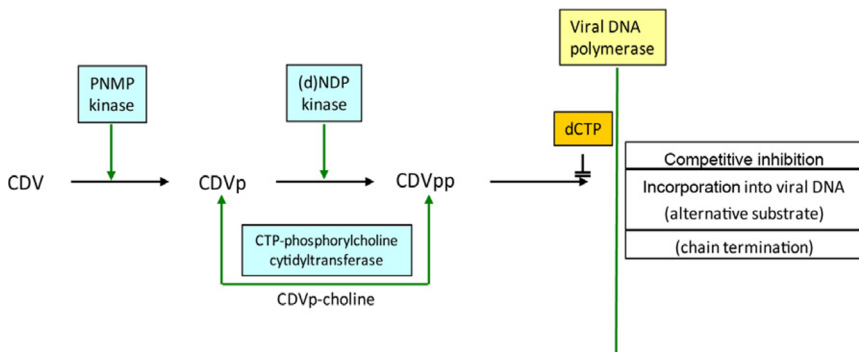 Viral DNA
polymerase
PNMP
kinase
(d)NDP
kinase
dCTP
CDV
CDVp
CDVpp
Competitive inhibition
Incorporation into viral DNA
(alternative substrate)
(chain termination)
CTP-phosphorylcholine
cytidyltransferase
CDVp-choline